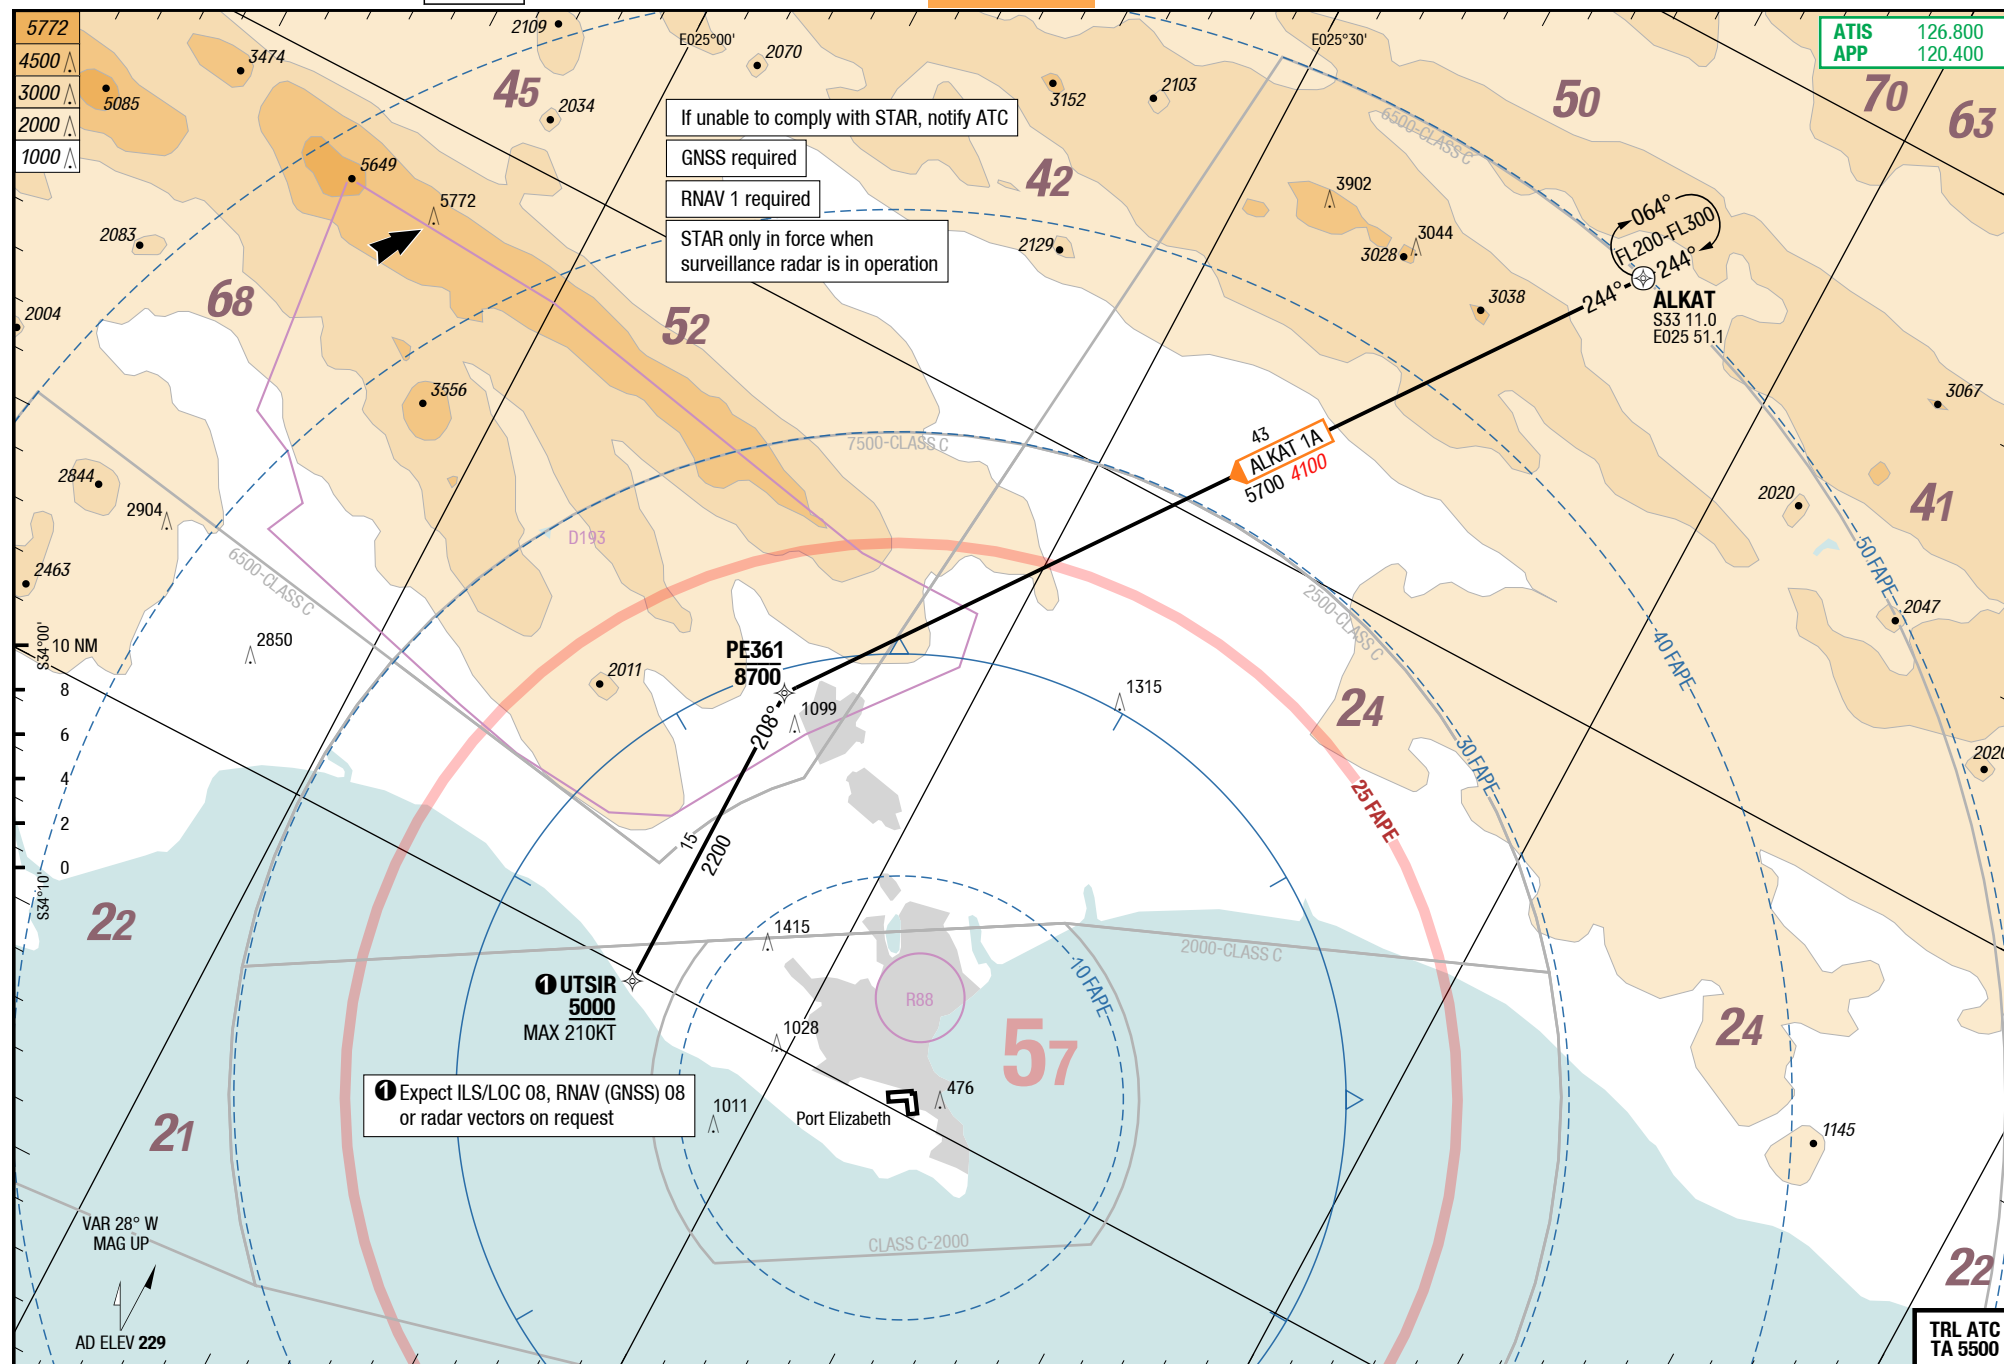 5772
4500
3000
2000
1000
ATIS 126.800
APP 120.400
E025°00'
E025°30'
3474
5085
2109
2070
2034
3152
2103
45
42
50
70
63
If unable to comply with STAR, notify ATC
GNSS required
RNAV 1 required
STAR only in force when
surveillance radar is in operation
6500-CLASS C
5649
5772
2083
68
2004
52
3902
2129
3028
3044
3038
064°
FL200-FL300
244°
244°
ALKAT
S33 11.0
E025 51.1
3556
3067
2844
2904
7500-CLASS C
43
ALKAT 1A
5700 4100
2020
41
D193
2463
6500-CLASS C
2500-CLASS C
50 FAPE
2047
S34°00'
10 NM
8
6
4
2
0
S34°10'
2850
2011
PE361
8700
208°
1099
1315
24
40 FAPE
30 FAPE
25 FAPE
2020
15
2200
22
1415
2000-CLASS C
10 FAPE
❶ UTSIR
5000
MAX 210KT
R88
1028
57
24
❶ Expect ILS/LOC 08, RNAV (GNSS) 08
or radar vectors on request
476
1011
Port Elizabeth
21
1145
VAR 28° W
MAG UP
CLASS C-2000
22
AD ELEV 229
TRL ATC
TA 5500